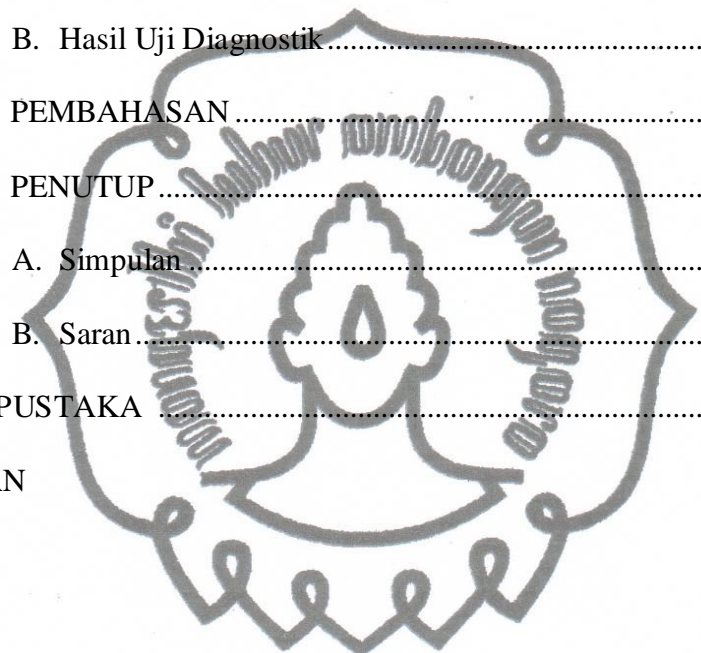 B. Hasil Uji Diagnostik ..................................................
PEMBAHASAN ..................................................
PENUTUP ..................................................
A. Simpulan ..................................................
B. Saran ..................................................
PUSTAKA ..................................................
AN